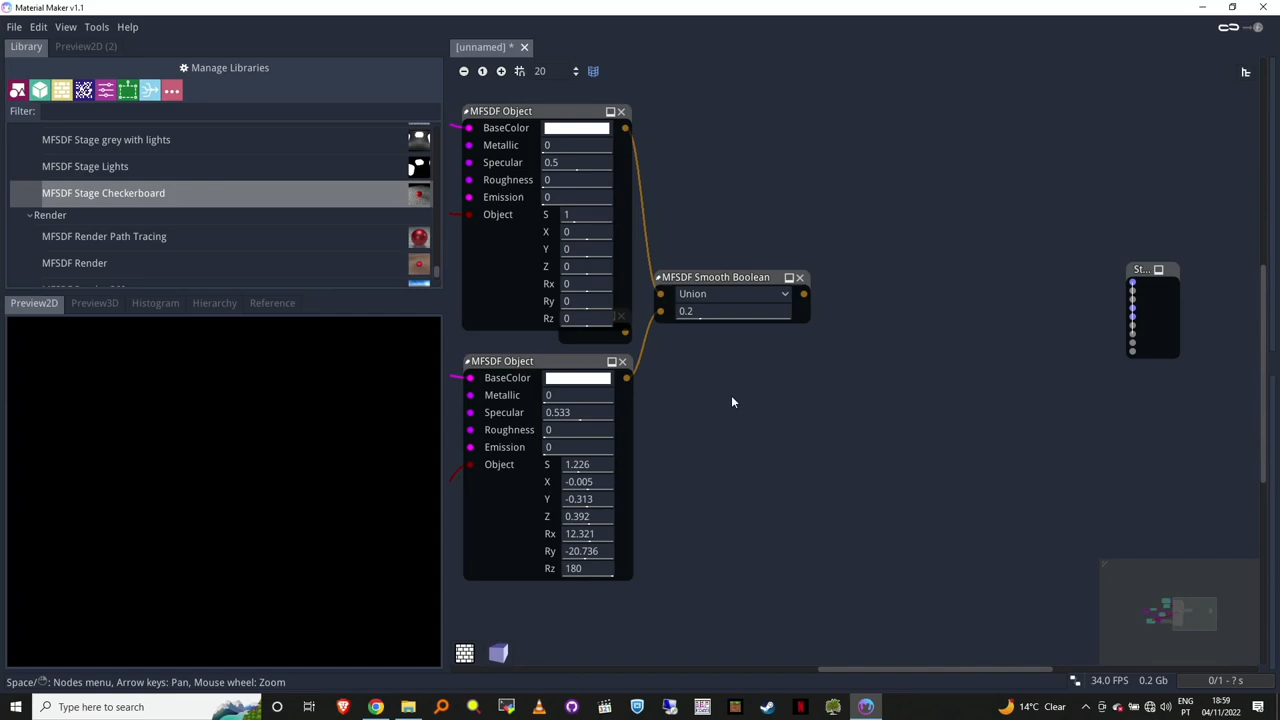 Material Maker v1.1
File Edit View Tools Help
Library Preview2D (2)
[unnamed] *
Manage Libraries
20
Filter:
MFSDF Stage grey with lights
MFSDF Stage Lights
MFSDF Stage Checkerboard
Render
MFSDF Render Path Tracing
MFSDF Render
Preview2D Preview3D Histogram Hierarchy Reference
MFSDF Object
BaseColor
Metallic 0
Specular 0.5
Roughness 0
Emission 0
Object S 1
X 0
Y 0
Z 0
Rx 0
Ry 0
Rz 0
MFSDF Object
BaseColor
Metallic 0
Specular 0.533
Roughness 0
Emission 0
Object S 1.226
X -0.005
Y -0.313
Z 0.392
Rx 12.321
Ry -20.736
Rz 180
MFSDF Smooth Boolean
Union
0.2
St...
Space/ : Nodes menu, Arrow keys: Pan, Mouse wheel: Zoom
34.0 FPS 0.2 Gb 0/1 - ? s
Type here to search
14°C Clear
ENG
PT
18:59
04/11/2022